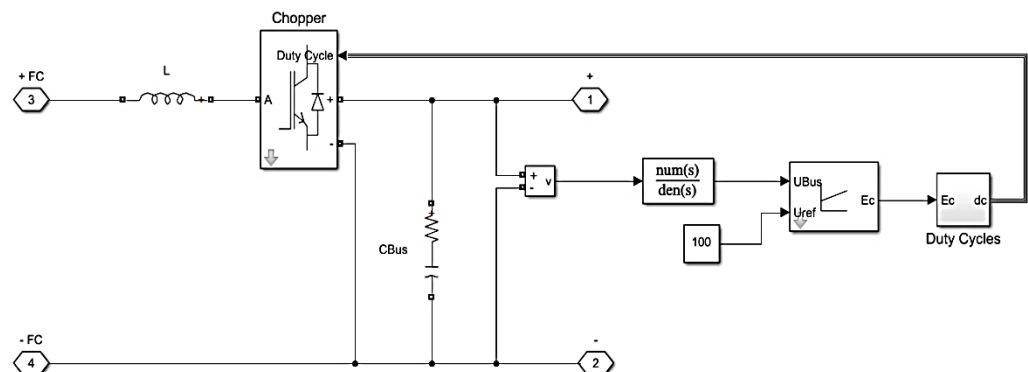 Chopper
Duty Cycle
+ FC
3
L
A
+
-
+
1
CBus
+
-
v
num(s)
den(s)
UBus
Uref
Ec
100
Ec dc
Duty Cycles
- FC
4
-
2